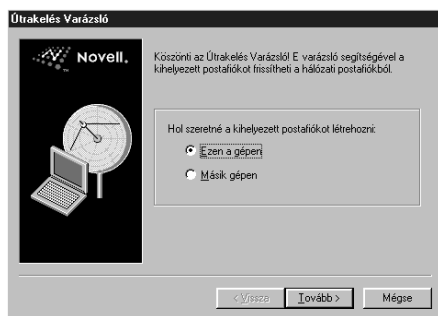 Útrakelés Varázsló
Novell.
Köszönti az Útrakelés Varázsló! E varázsló segítségével a
kihelyezett postafiókot frissítheti a hálózati postafiókból.
Hol szeretné a kihelyezett postafiókot létrehozni:
Ezen a gépen
Másik gépen
< Vissza
Tovább >
Mégse